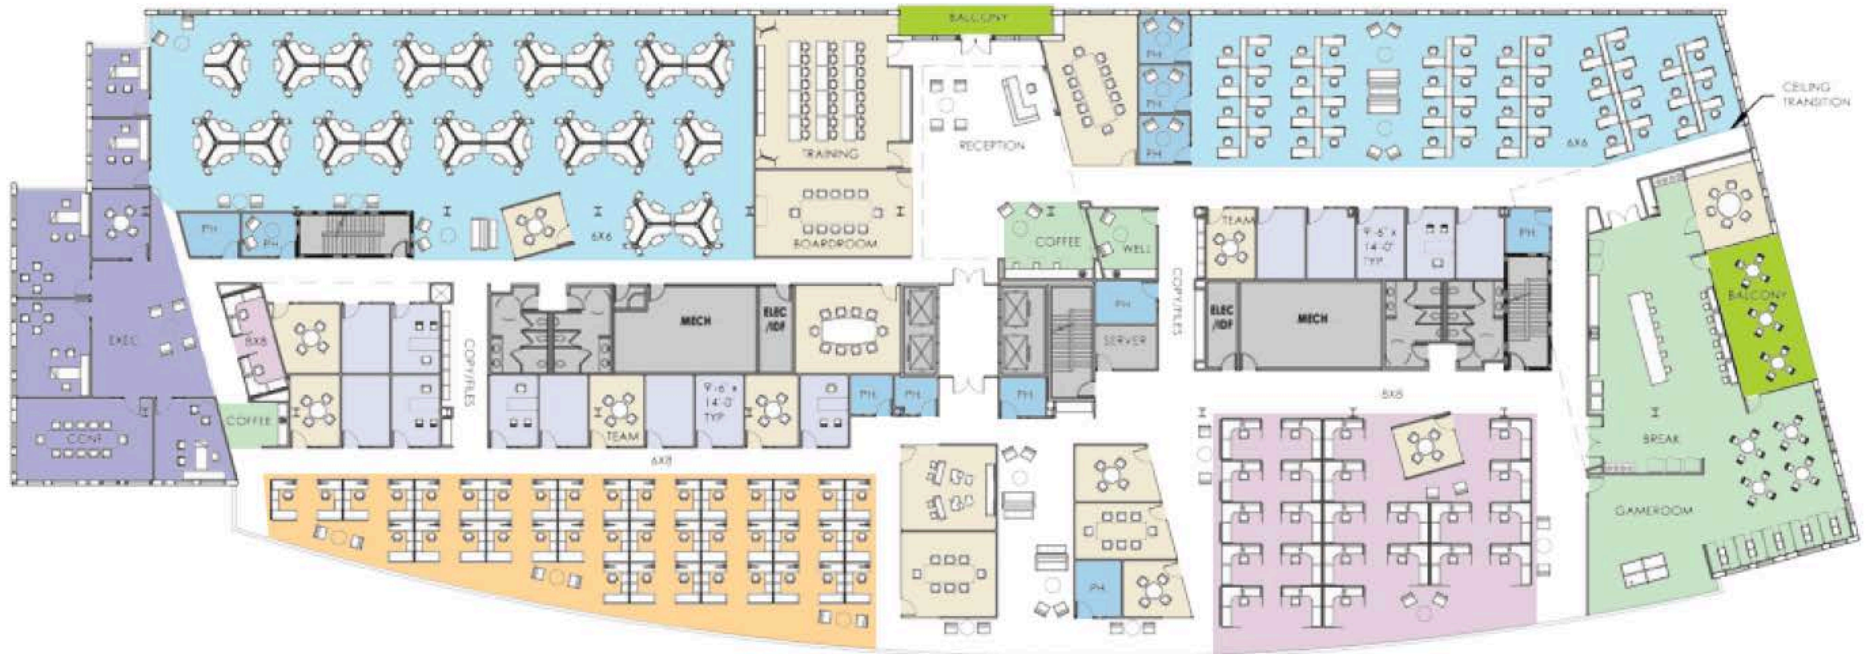 BALCONY
PH.
PH.
PH.
CEILING
TRANSITION
TRAINING
RECEPTION
6X6
PH.
PH.
6X6
BOARDROOM
COFFEE
WELL
TEAM
9'-6" x
14'-0"
TYP
PH.
EXEC
8X8
COPY/FILES
MECH
ELEC
/IDF
PH.
SERVER
COPY/FILES
ELEC
/IDF
MECH
BALCONY
COFFEE
CONF
TEAM
9'-6" x
14'-0"
TYP
PH.
PH.
PH.
8X8
6X8
BREAK
GAMEROOM
PH.